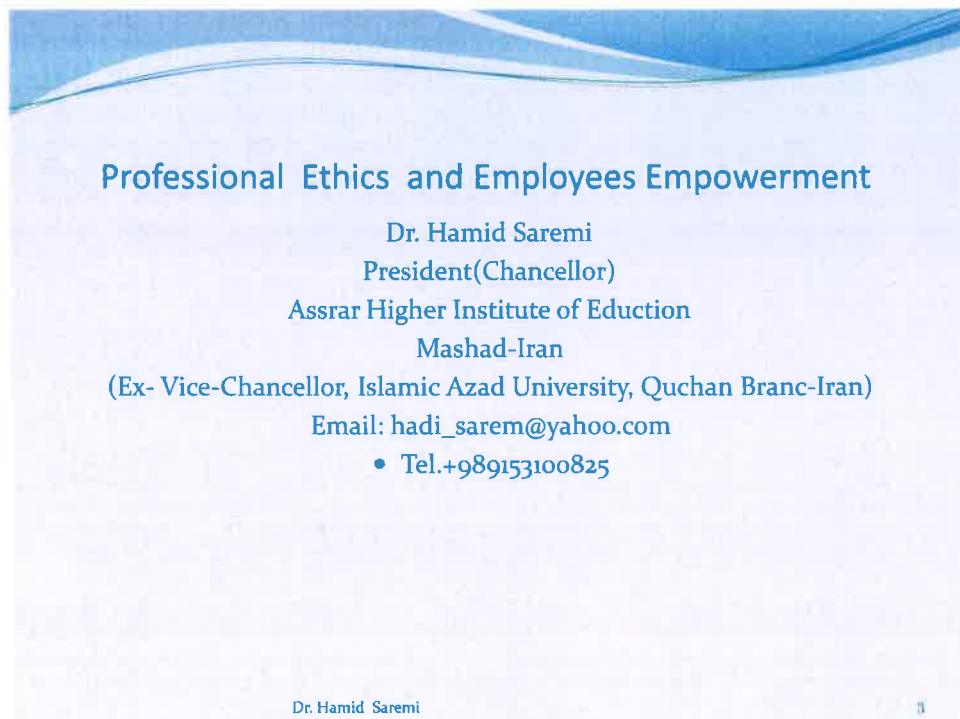 Professional Ethics and Employees Empowerment
Dr. Hamid Saremi
President(Chancellor)
Assrar Higher Institute of Eduction
Mashad-Iran
(Ex- Vice-Chancellor, Islamic Azad University, Quchan Branc-Iran)
Email: hadi_sarem@yahoo.com
• Tel.+989153100825
Dr. Hamid Saremi